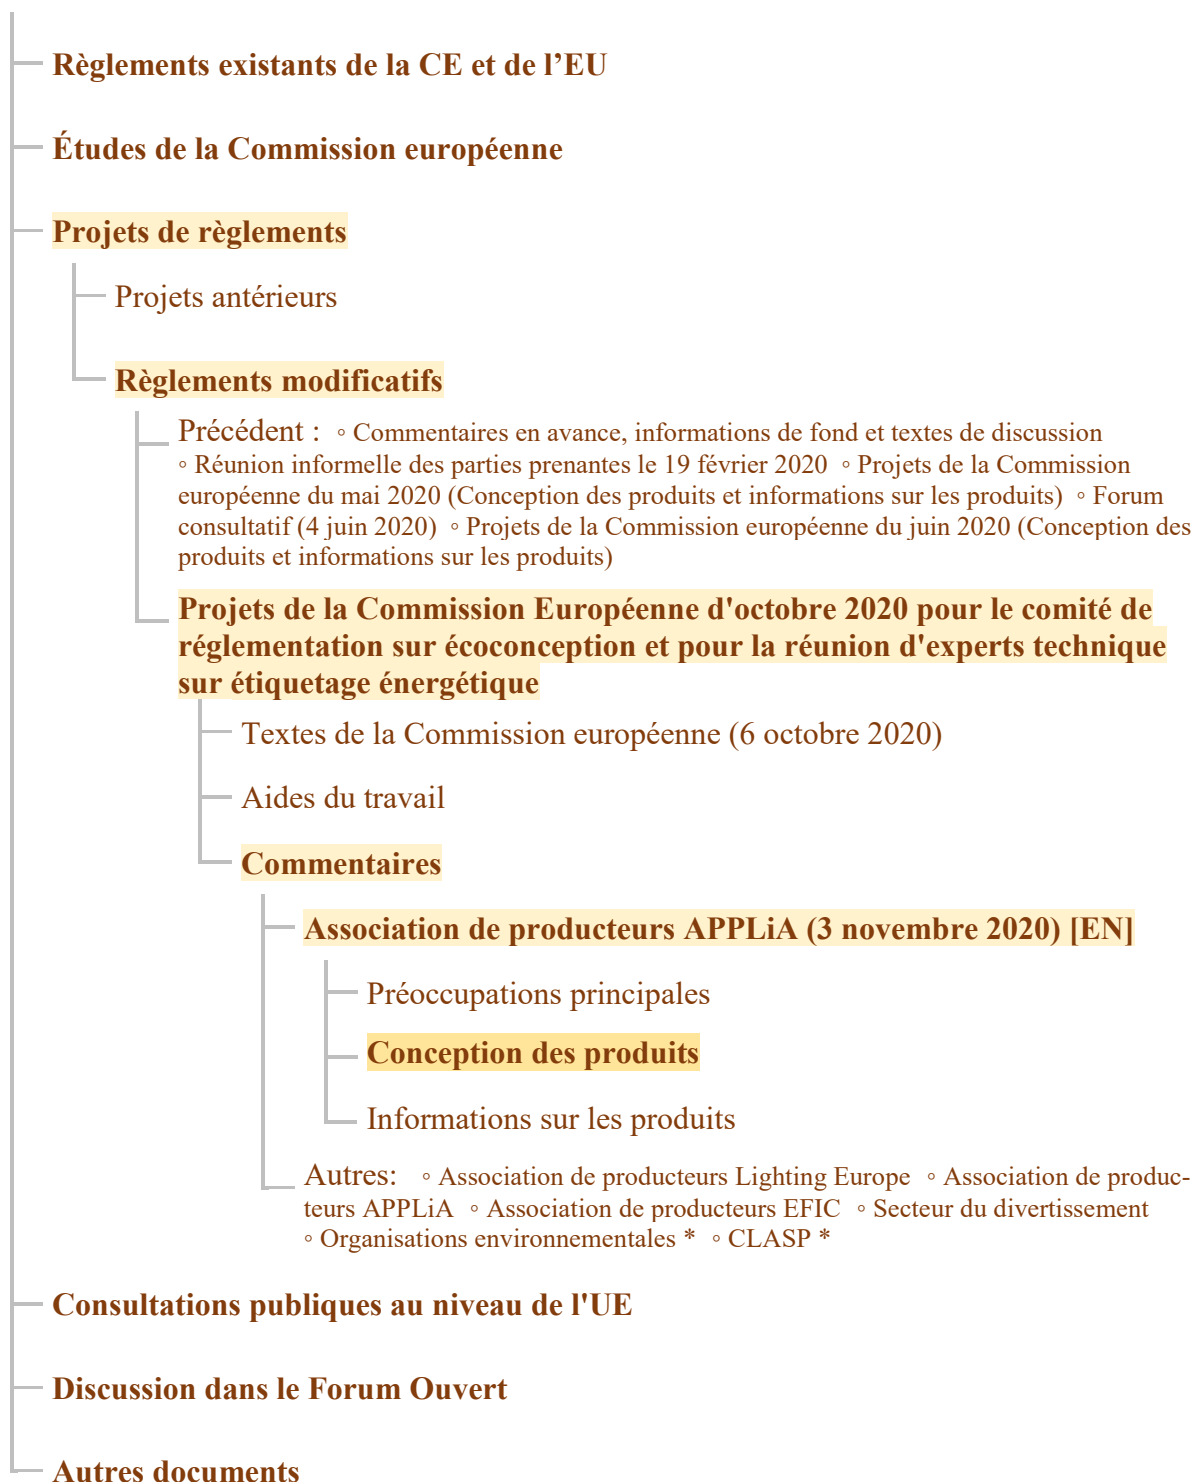 Règlements existants de la CE et de l’EU
Études de la Commission européenne
Projets de règlements
Projets antérieurs
Règlements modificatifs
Précédent : ◦ Commentaires en avance, informations de fond et textes de discussion
◦ Réunion informelle des parties prenantes le 19 février 2020 ◦ Projets de la Commission
européenne du mai 2020 (Conception des produits et informations sur les produits) ◦ Forum
consultatif (4 juin 2020) ◦ Projets de la Commission européenne du juin 2020 (Conception des
produits et informations sur les produits)
Projets de la Commission Européenne d'octobre 2020 pour le comité de
réglementation sur écoconception et pour la réunion d'experts technique
sur étiquetage énergétique
Textes de la Commission européenne (6 octobre 2020)
Aides du travail
Commentaires
Association de producteurs APPLiA (3 novembre 2020) [EN]
Préoccupations principales
Conception des produits
Informations sur les produits
Autres: ◦ Association de producteurs Lighting Europe ◦ Association de produc-
teurs APPLiA ◦ Association de producteurs EFIC ◦ Secteur du divertissement
◦ Organisations environnementales * ◦ CLASP *
Consultations publiques au niveau de l'UE
Discussion dans le Forum Ouvert
Autres documents